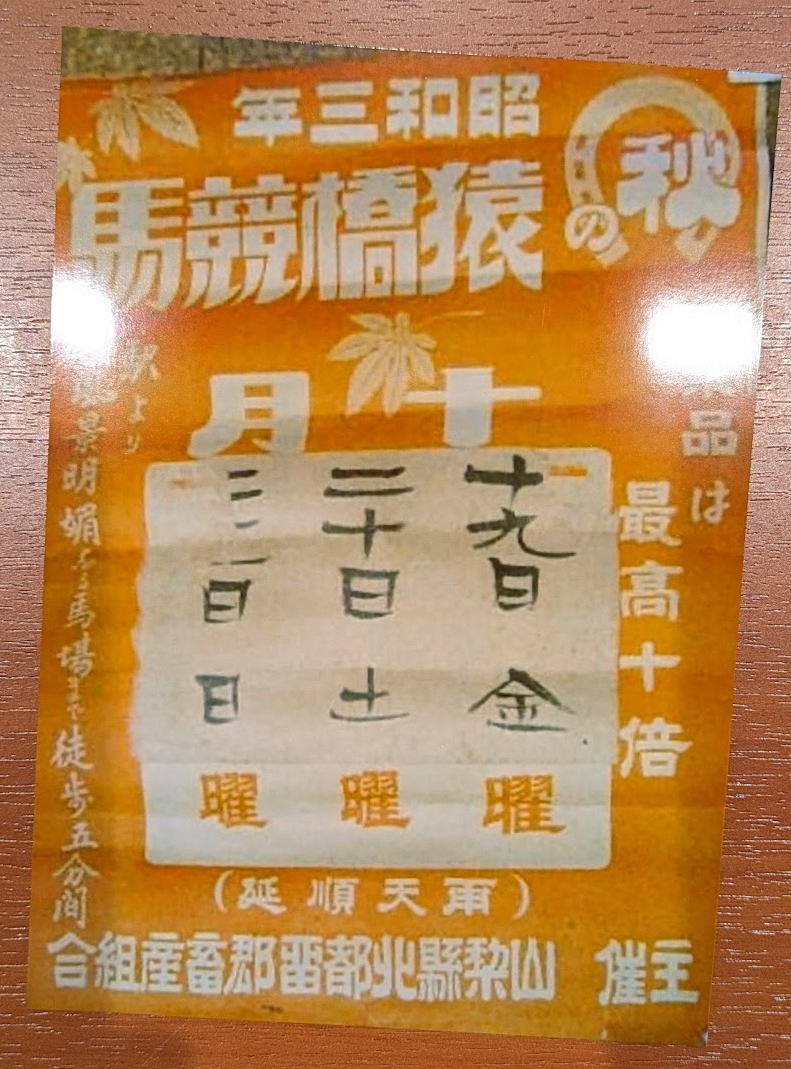 秋の
昭和三年
猿橋競馬
品は
最高十倍
十月
十九日 金曜
二十日 土曜
二十一日 日曜
駅より
風景明媚なる馬場まで徒歩五分間
(雨天順延)
主催 山梨縣北都留郡畜産組合